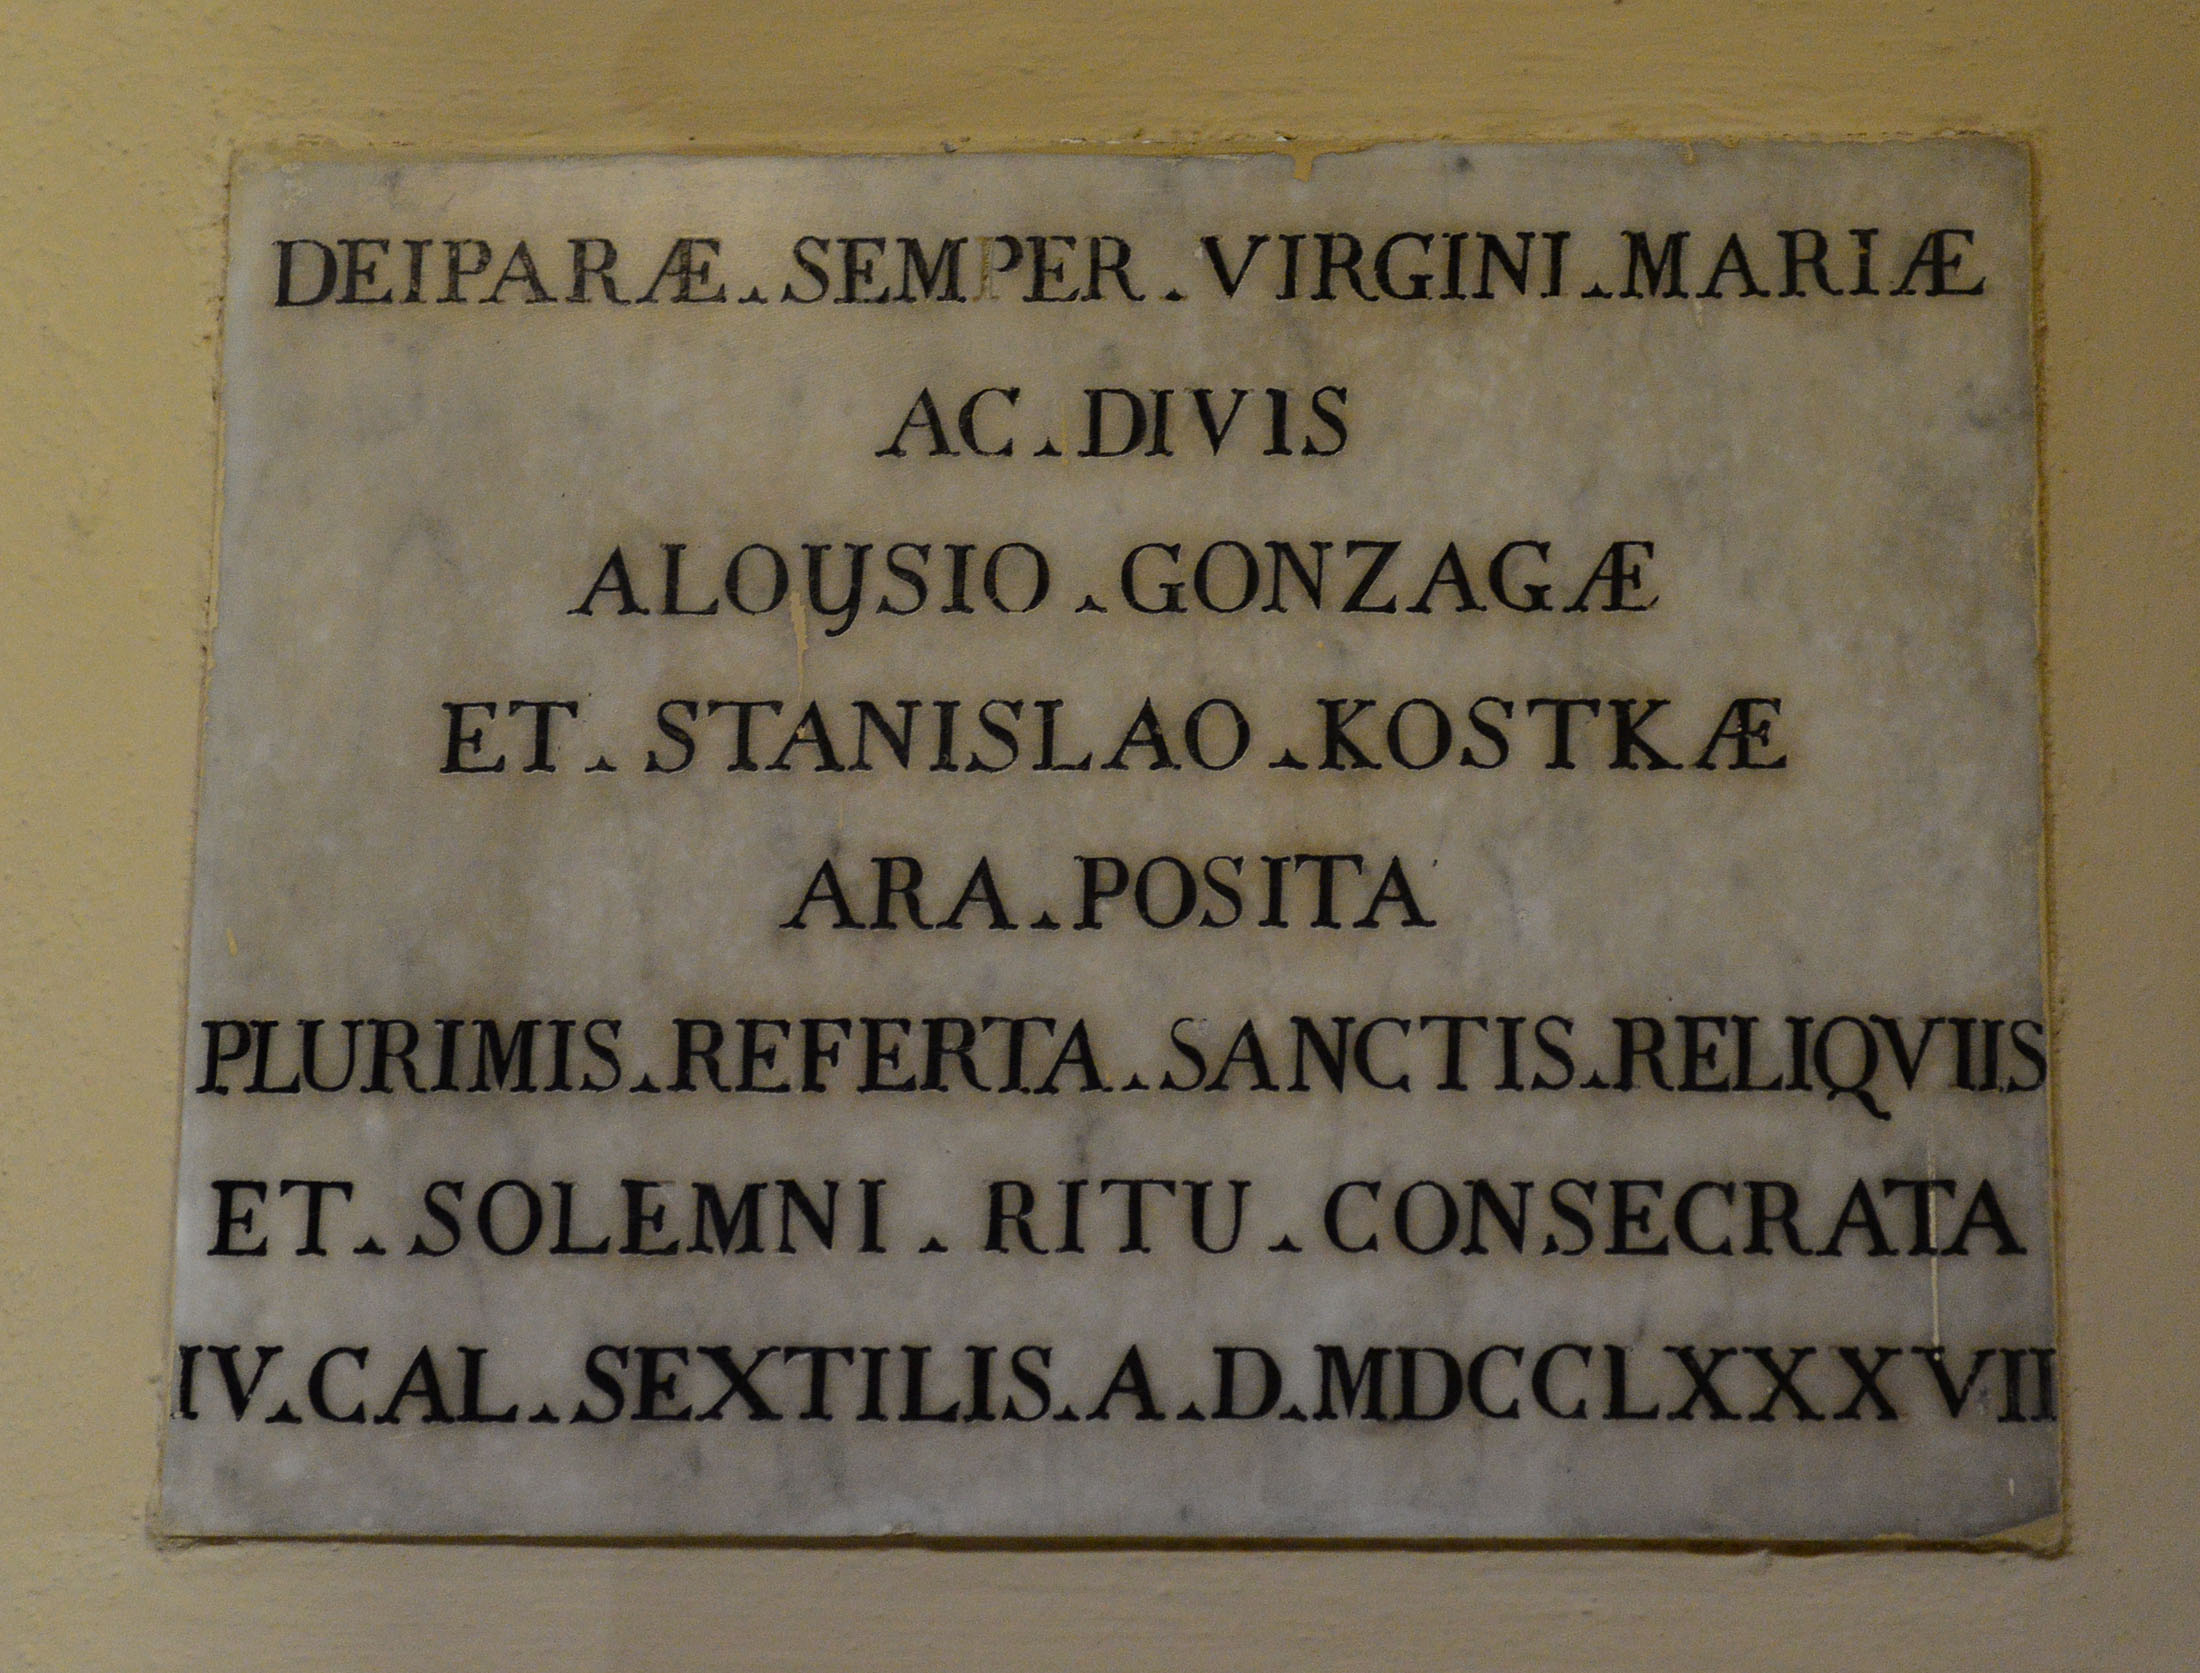 DEIPARÆ . SEMPER . VIRGINI . MARIÆ
AC . DIVIS
ALOYSIO . GONZAGÆ
ET . STANISLAO . KOSTKÆ
ARA . POSITA
PLURIMIS . REFERTA . SANCTIS . RELIQVIIS
ET . SOLEMNI . RITU . CONSECRATA
IV . CAL . SEXTILIS . A . D . MDCCLXXXVII